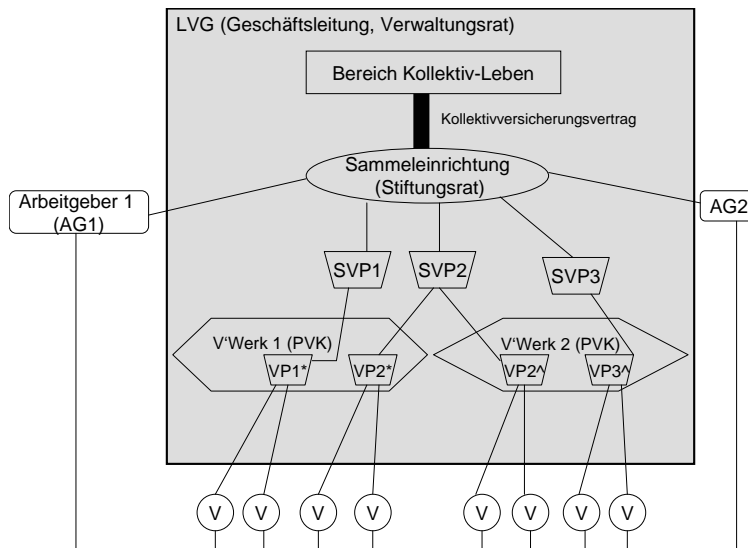 LVG (Geschäftsleitung, Verwaltungsrat)
Bereich Kollektiv-Leben
Kollektivversicherungsvertrag
Sammeleinrichtung
(Stiftungsrat)
Arbeitgeber 1
(AG1)
AG2
SVP1
SVP2
SVP3
V‘Werk 1 (PVK)
V‘Werk 2 (PVK)
VP1*
VP2*
VP2^
VP3^
V
V
V
V
V
V
V
V